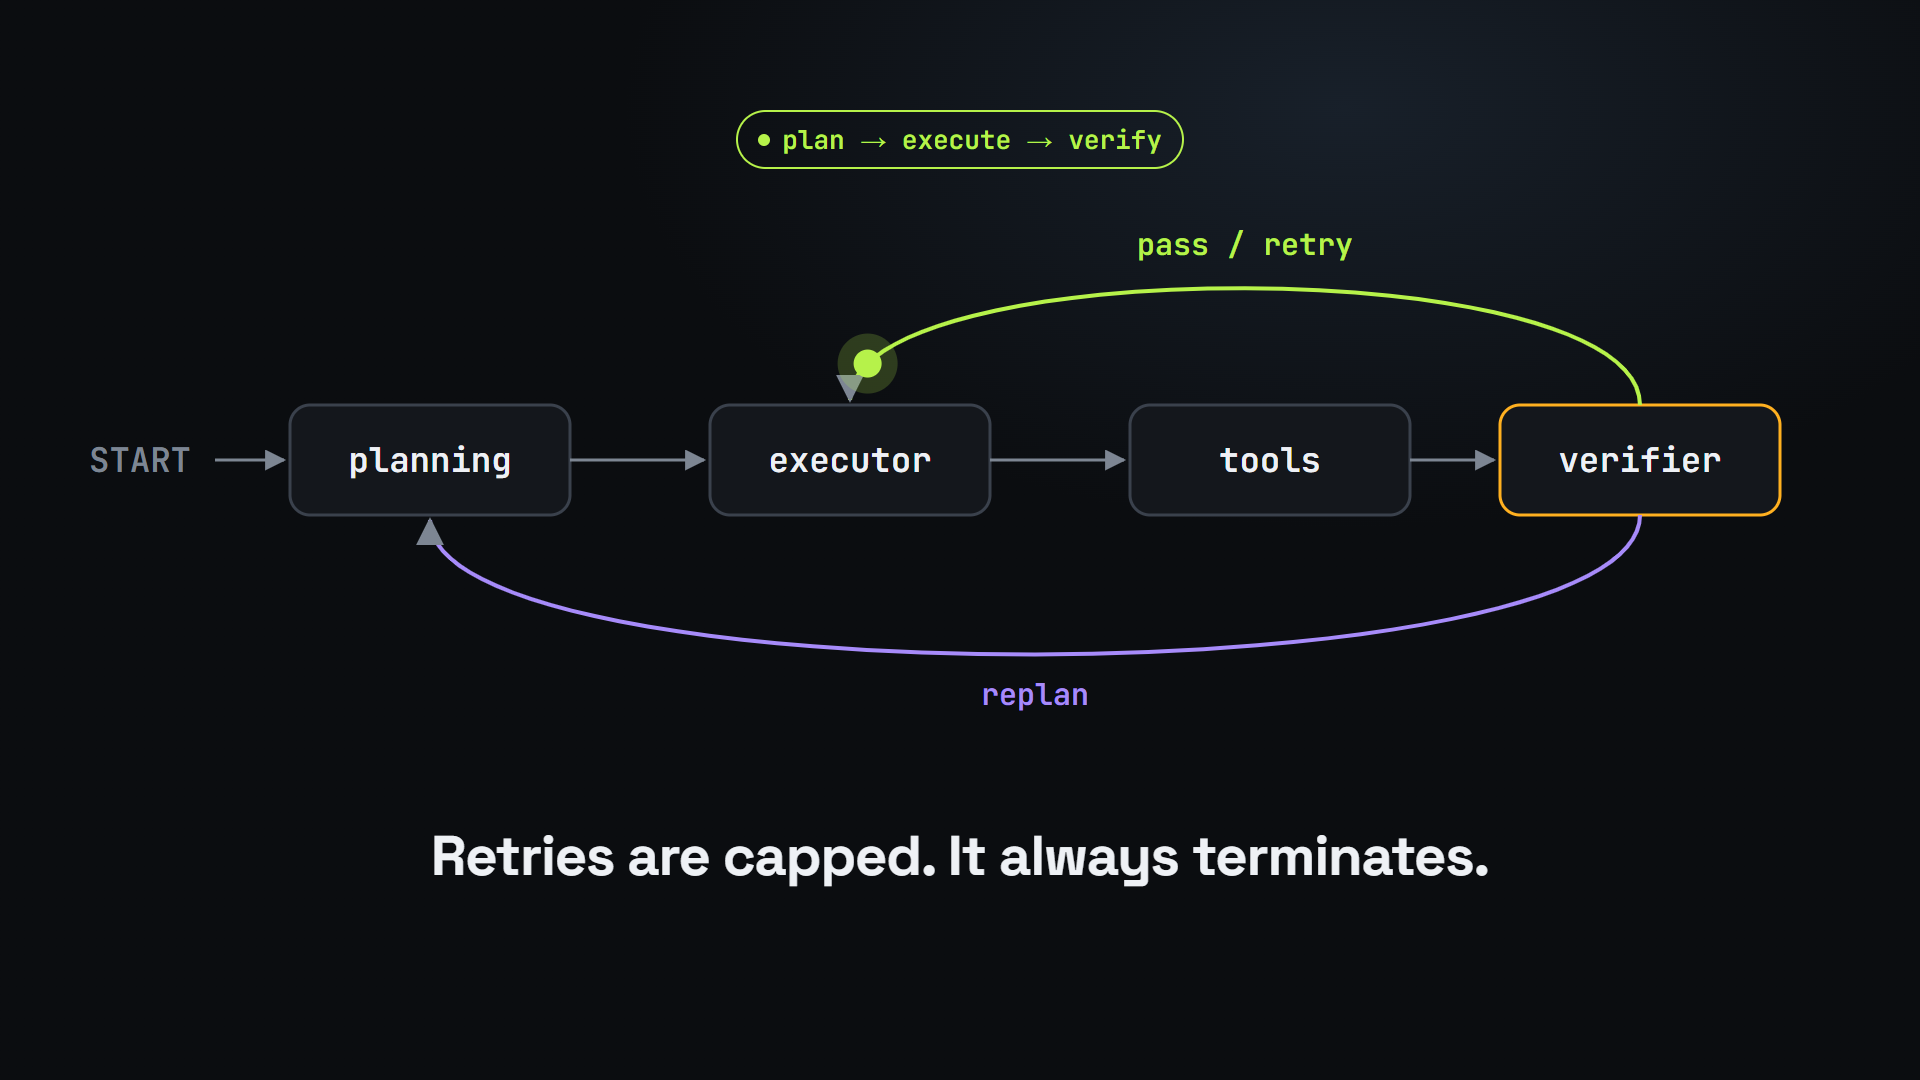 plan → execute → verify
pass / retry
START
planning
executor
tools
verifier
replan
Retries are capped. It always terminates.